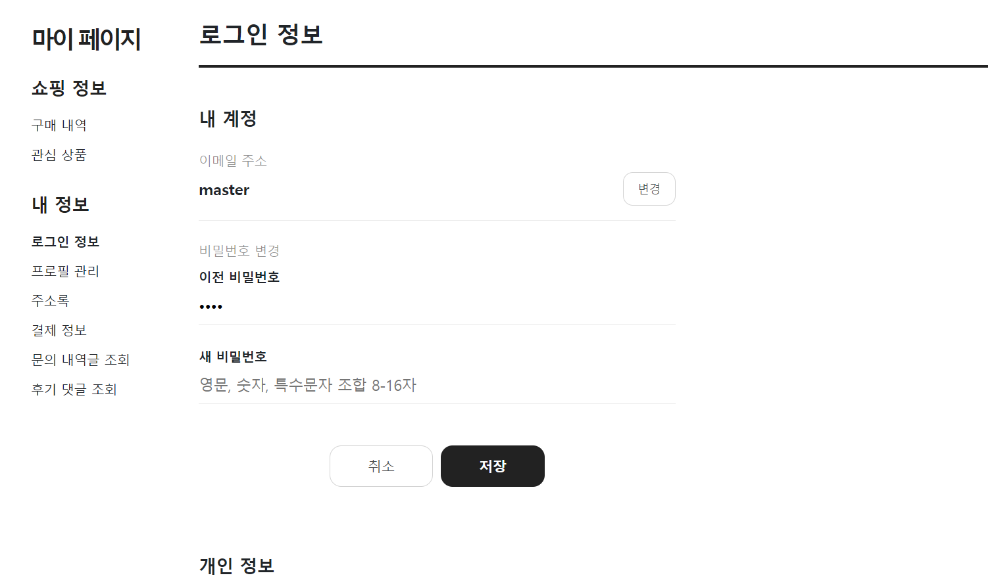 마이 페이지
쇼핑 정보
구매 내역
관심 상품
내 정보
로그인 정보
프로필 관리
주소록
결제 정보
문의 내역글 조회
후기 댓글 조회
로그인 정보
내 계정
이메일 주소
master
변경
비밀번호 변경
이전 비밀번호
••••
새 비밀번호
영문, 숫자, 특수문자 조합 8-16자
취소
저장
개인 정보